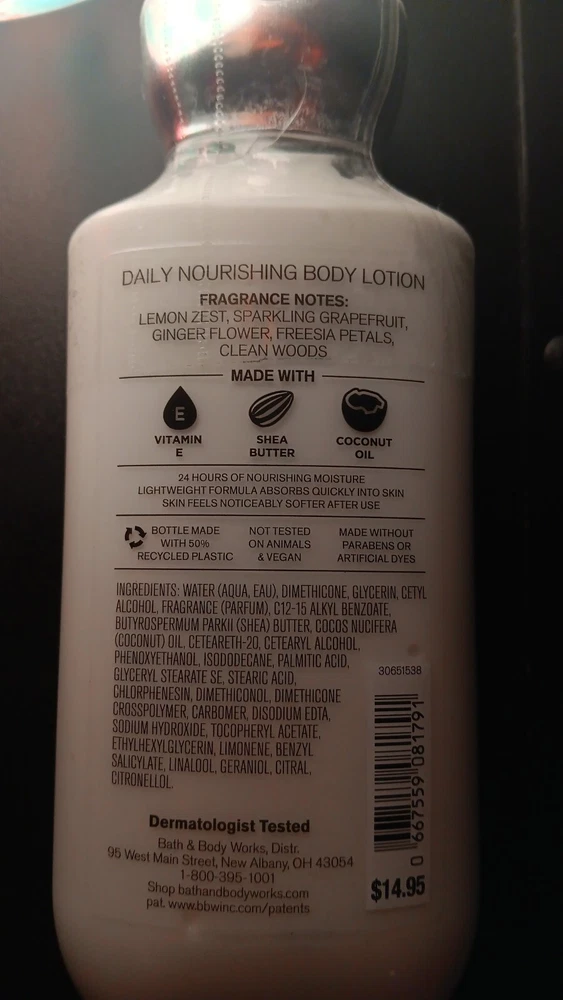 DAILY NOURISHING BODY LOTION
FRAGRANCE NOTES:
LEMON ZEST, SPARKLING GRAPEFRUIT,
GINGER FLOWER, FREESIA PETALS,
CLEAN WOODS
MADE WITH
E
VITAMIN
E
SHEA
BUTTER
COCONUT
OIL
24 HOURS OF NOURISHING MOISTURE
LIGHTWEIGHT FORMULA ABSORBS QUICKLY INTO SKIN
SKIN FEELS NOTICEABLY SOFTER AFTER USE
BOTTLE MADE
WITH 50%
RECYCLED PLASTIC
NOT TESTED
ON ANIMALS
& VEGAN
MADE WITHOUT
PARABENS OR
ARTIFICIAL DYES
INGREDIENTS: WATER (AQUA, EAU), DIMETHICONE, GLYCERIN, CETYL
ALCOHOL, FRAGRANCE (PARFUM), C12-15 ALKYL BENZOATE,
BUTYROSPERMUM PARKII (SHEA) BUTTER, COCOS NUCIFERA
(COCONUT) OIL, CETEARETH-20, CETEARYL ALCOHOL,
PHENOXYETHANOL, ISODODECANE, PALMITIC ACID,
GLYCERYL STEARATE SE, STEARIC ACID,
CHLORPHENESIN, DIMETHICONOL, DIMETHICONE
CROSSPOLYMER, CARBOMER, DISODIUM EDTA,
SODIUM HYDROXIDE, TOCOPHERYL ACETATE,
ETHYLHEXYLGLYCERIN, LIMONENE, BENZYL
SALICYLATE, LINALOOL, GERANIOL, CITRAL,
CITRONELLOL.
30651538
0 667559 081791
$14.95
Dermatologist Tested
Bath & Body Works, Distr.
95 West Main Street, New Albany, OH 43054
1-800-395-1001
Shop bathandbodyworks.com
pat. www.bbwinc.com/patents